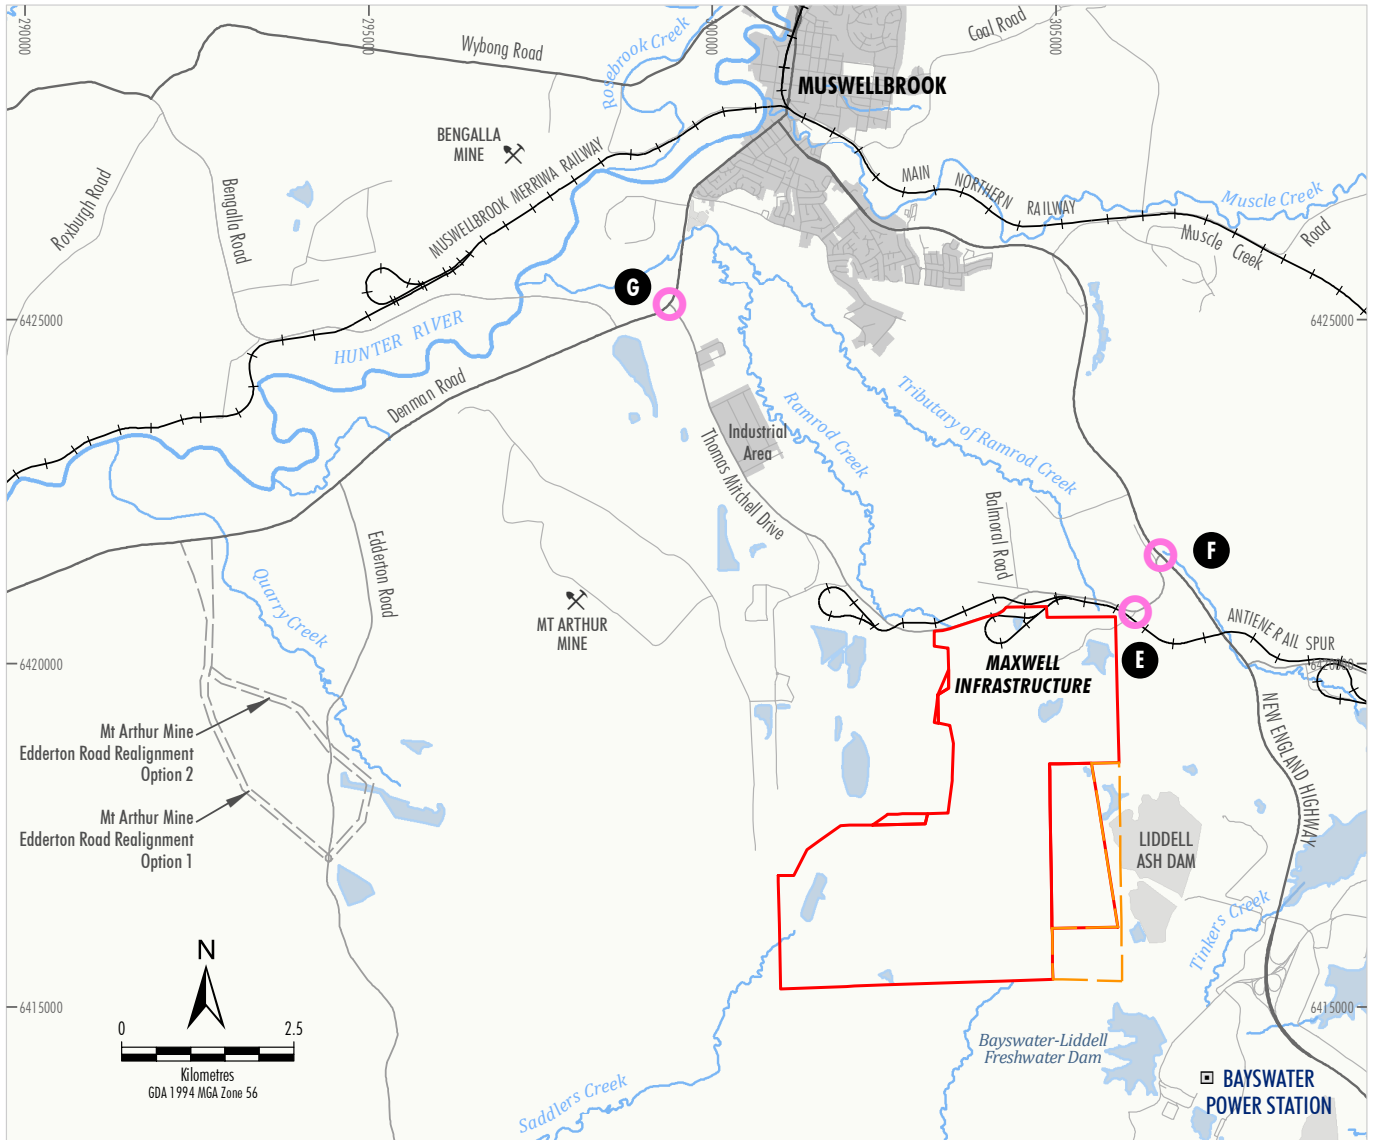 290000
295000
300000
305000
Wybong Road
Rosebrook Creek
Coal Road
MUSWELLBROOK
BENGALLA
MINE
MUSWELLBROOK MERRIWA RAILWAY
Roxburgh Road
Bengalla Road
MAIN NORTHERN RAILWAY
Muscle Creek
Muscle Creek Road
G
6425000
6425000
HUNTER RIVER
Denman Road
Ramrod Creek
Tributary of Ramrod Creek
Industrial
Area
Thomas Mitchell Drive
Balmoral Road
F
Edderton Road
Quarry Creek
MT ARTHUR
MINE
ANTIENE RAIL SPUR
E
6420000
6420000
MAXWELL
INFRASTRUCTURE
NEW ENGLAND HIGHWAY
Mt Arthur Mine
Edderton Road Realignment
Option 2
Mt Arthur Mine
Edderton Road Realignment
Option 1
LIDDELL
ASH DAM
Tinkers Creek
N
6415000
6415000
0 2.5
Kilometres
GDA 1994 MGA Zone 56
Bayswater-Liddell
Freshwater Dam
Saddlers Creek
BAYSWATER
POWER STATION